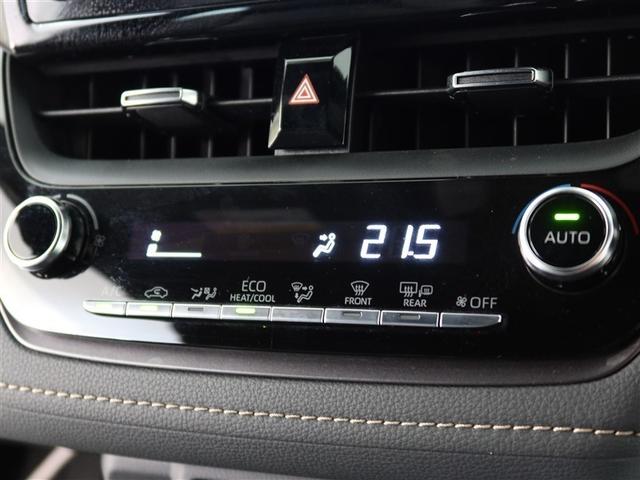 21.5
AUTO
A/C
ECO
HEAT/COOL
FRONT
REAR
OFF